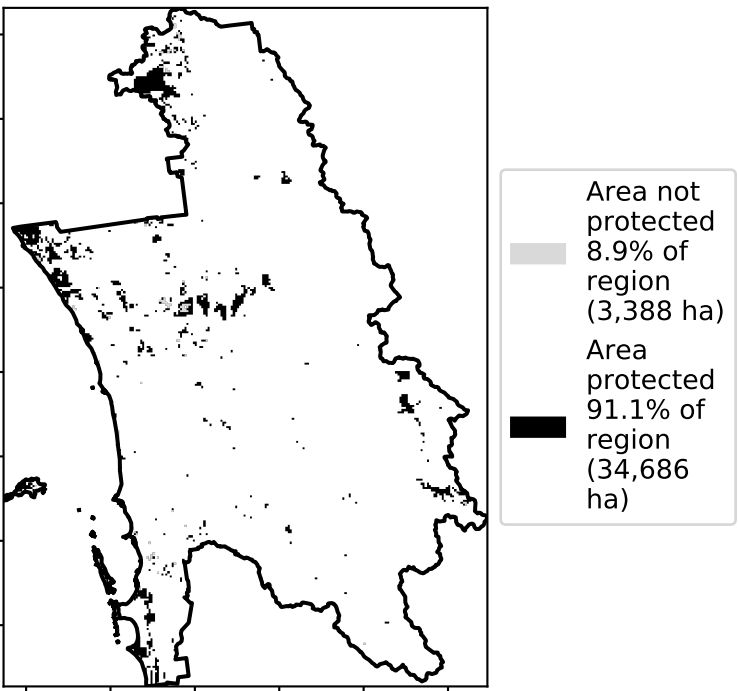 Area not
protected
8.9% of
region
(3,388 ha)
Area
protected
91.1% of
region
(34,686
ha)